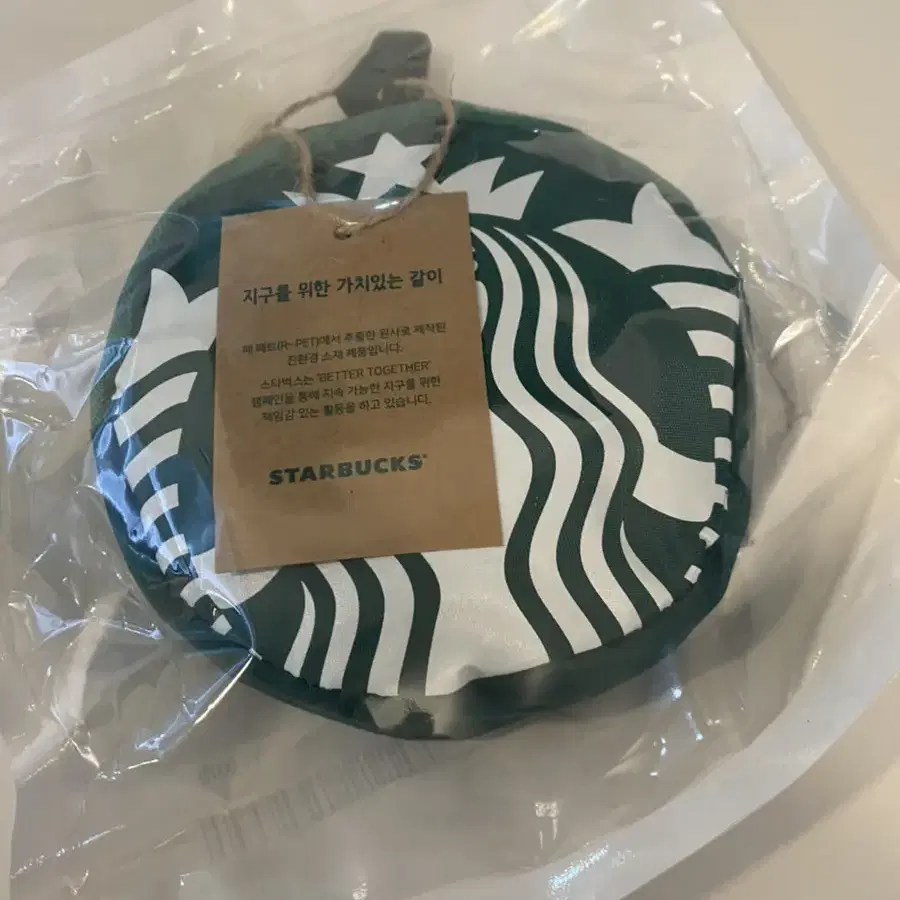 지구를 위한 가치있는 같이
폐 페트(R-PET)에서 추출한 원사로 제작된
친환경 소재 제품입니다.
스타벅스는 'BETTER TOGETHER'
캠페인을 통해 지속 가능한 지구를 위한
책임감 있는 활동을 하고 있습니다.
STARBUCKS®